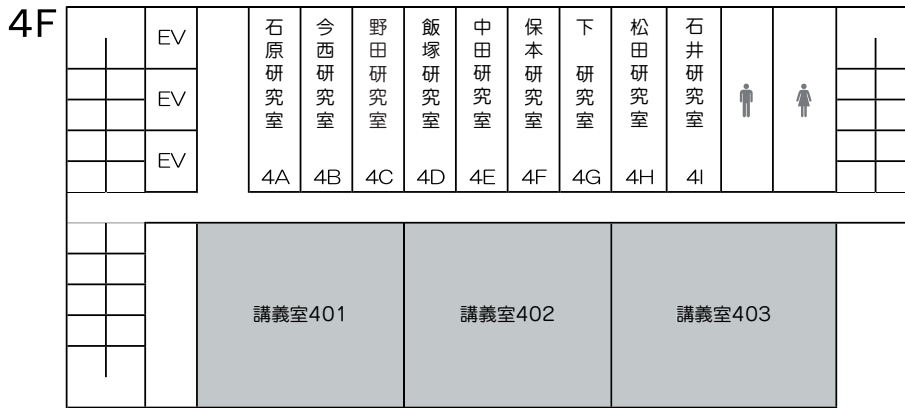 4F
EV
EV
EV
石原研究室
4A
今西研究室
4B
野田研究室
4C
飯塚研究室
4D
中田研究室
4E
保本研究室
4F
下 研究室
4G
松田研究室
4H
石井研究室
4I
講義室401
講義室402
講義室403